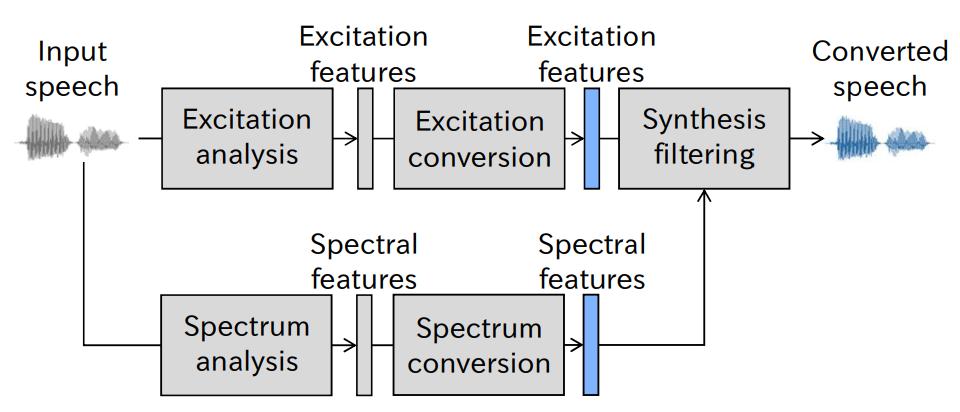 Input
speech
Excitation
analysis
Excitation
features
Excitation
conversion
Excitation
features
Synthesis
filtering
Converted
speech
Spectrum
analysis
Spectral
features
Spectrum
conversion
Spectral
features